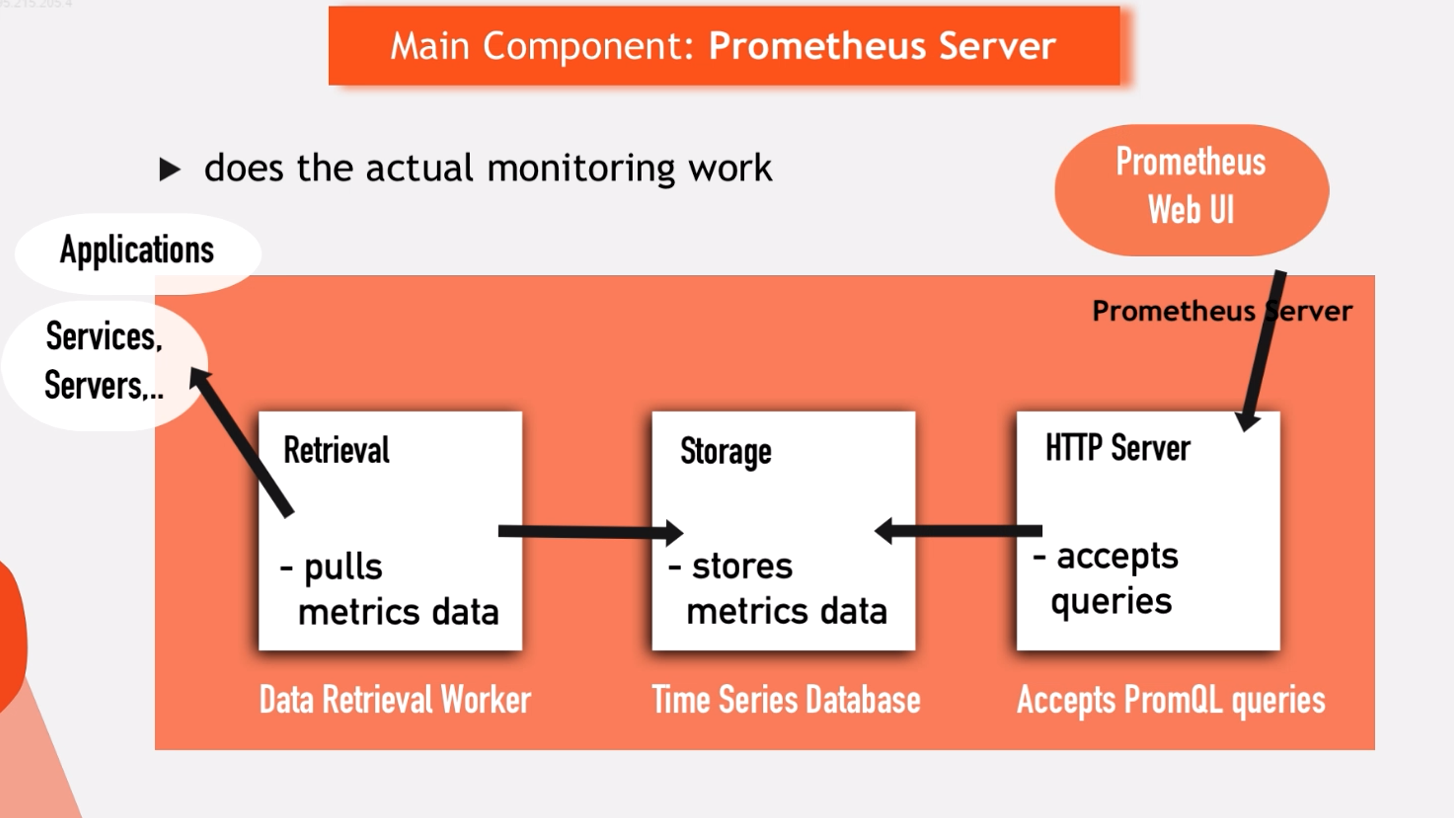 Main Component: Prometheus Server
does the actual monitoring work
Prometheus
Web UI
Applications
Services,
Servers,..
Prometheus Server
Retrieval
- pulls
metrics data
Storage
- stores
metrics data
HTTP Server
- accepts
queries
Data Retrieval Worker
Time Series Database
Accepts PromQL queries